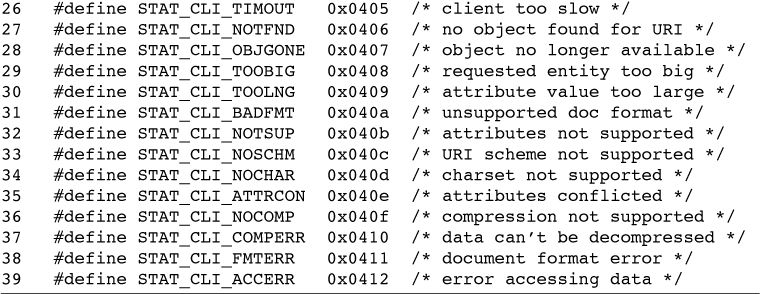 26   #define STAT_CLI_TIMOUT   0x0405  /* client too slow */
27   #define STAT_CLI_NOTFND   0x0406  /* no object found for URI */
28   #define STAT_CLI_OBJGONE  0x0407  /* object no longer available */
29   #define STAT_CLI_TOOBIG   0x0408  /* requested entity too big */
30   #define STAT_CLI_TOOLNG   0x0409  /* attribute value too large */
31   #define STAT_CLI_BADFMT   0x040a  /* unsupported doc format */
32   #define STAT_CLI_NOTSUP   0x040b  /* attributes not supported */
33   #define STAT_CLI_NOSCHM   0x040c  /* URI scheme not supported */
34   #define STAT_CLI_NOCHAR   0x040d  /* charset not supported */
35   #define STAT_CLI_ATTRCON  0x040e  /* attributes conflicted */
36   #define STAT_CLI_NOCOMP   0x040f  /* compression not supported */
37   #define STAT_CLI_COMPERR  0x0410  /* data can't be decompressed */
38   #define STAT_CLI_FMTERR   0x0411  /* document format error */
39   #define STAT_CLI_ACCERR   0x0412  /* error accessing data */